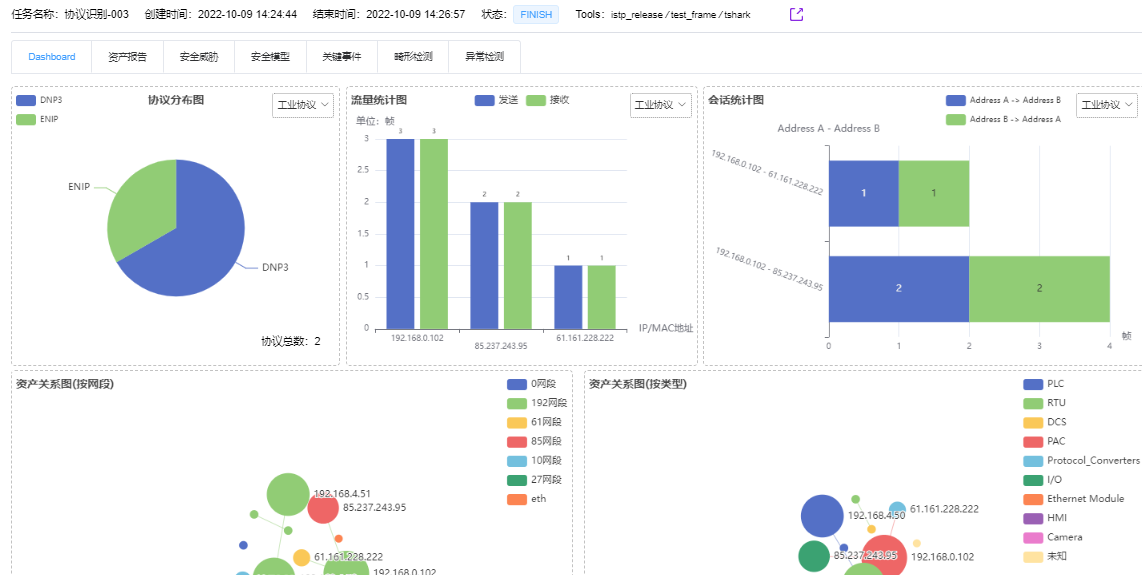 任务名称：协议识别-003 创建时间：2022-10-09 14:24:44 结束时间：2022-10-09 14:26:57 状态： FINISH Tools：istp_release / test_frame / tshark
Dashboard 资产报告 安全威胁 安全模型 关键事件 畸形检测 异常检测
DNP3
ENIP
协议分布图
工业协议
ENIP
DNP3
协议总数：2
流量统计图
发送 接收
工业协议
单位：帧
3
2.5
2
1.5
1
0.5
0
3 3
2 2
1 1
192.168.0.102
85.237.243.95
61.161.228.222
IP/MAC地址
会话统计图
Address A -> Address B
Address B -> Address A
工业协议
Address A - Address B
192.168.0.102 - 61.161.228.222
1 1
192.168.0.102 - 85.237.243.95
2 2
帧
0 1 2 3 4
资产关系图(按网段)
0网段
192网段
61网段
85网段
10网段
27网段
eth
192.168.4.51
85.237.243.95
61.161.228.222
192.168.0.102
资产关系图(按类型)
PLC
RTU
DCS
PAC
Protocol_Converters
I/O
Ethernet Module
HMI
Camera
未知
61.161.228.222
192.168.4.50
85.237.243.95
192.168.0.102